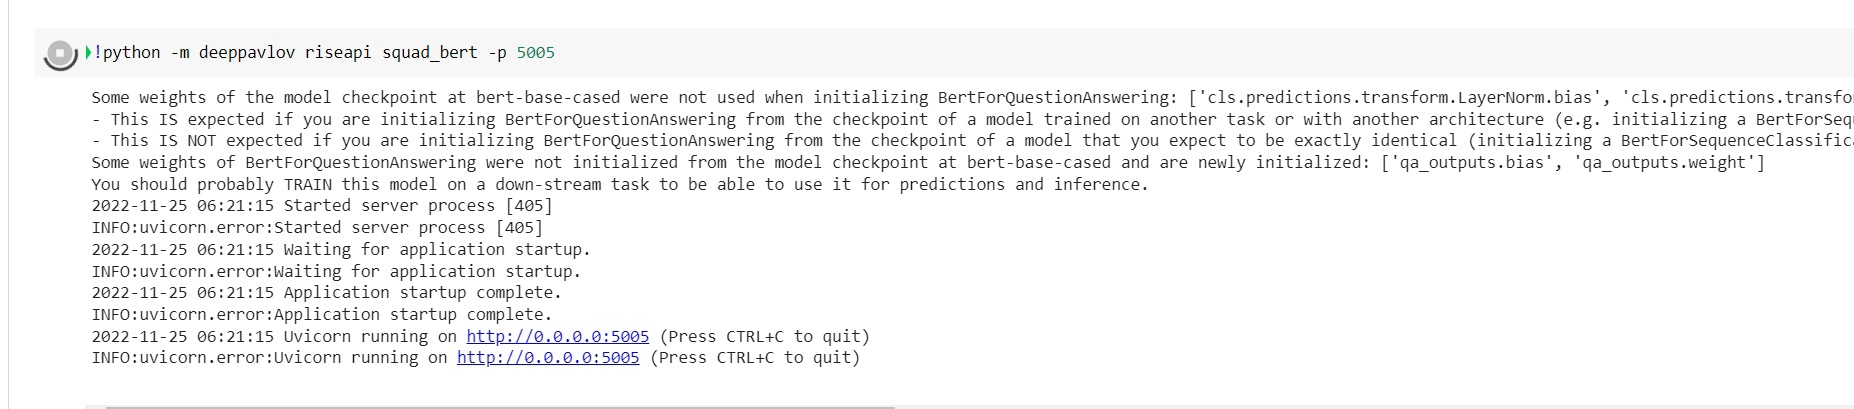 !python -m deeppavlov riseapi squad_bert -p 5005
Some weights of the model checkpoint at bert-base-cased were not used when initializing BertForQuestionAnswering: ['cls.predictions.transform.LayerNorm.bias', 'cls.predictions.transfor
- This IS expected if you are initializing BertForQuestionAnswering from the checkpoint of a model trained on another task or with another architecture (e.g. initializing a BertForSeq
- This IS NOT expected if you are initializing BertForQuestionAnswering from the checkpoint of a model that you expect to be exactly identical (initializing a BertForSequenceClassific
Some weights of BertForQuestionAnswering were not initialized from the model checkpoint at bert-base-cased and are newly initialized: ['qa_outputs.bias', 'qa_outputs.weight']
You should probably TRAIN this model on a down-stream task to be able to use it for predictions and inference.
2022-11-25 06:21:15 Started server process [405]
INFO:uvicorn.error:Started server process [405]
2022-11-25 06:21:15 Waiting for application startup.
INFO:uvicorn.error:Waiting for application startup.
2022-11-25 06:21:15 Application startup complete.
INFO:uvicorn.error:Application startup complete.
2022-11-25 06:21:15 Uvicorn running on http://0.0.0.0:5005 (Press CTRL+C to quit)
INFO:uvicorn.error:Uvicorn running on http://0.0.0.0:5005 (Press CTRL+C to quit)